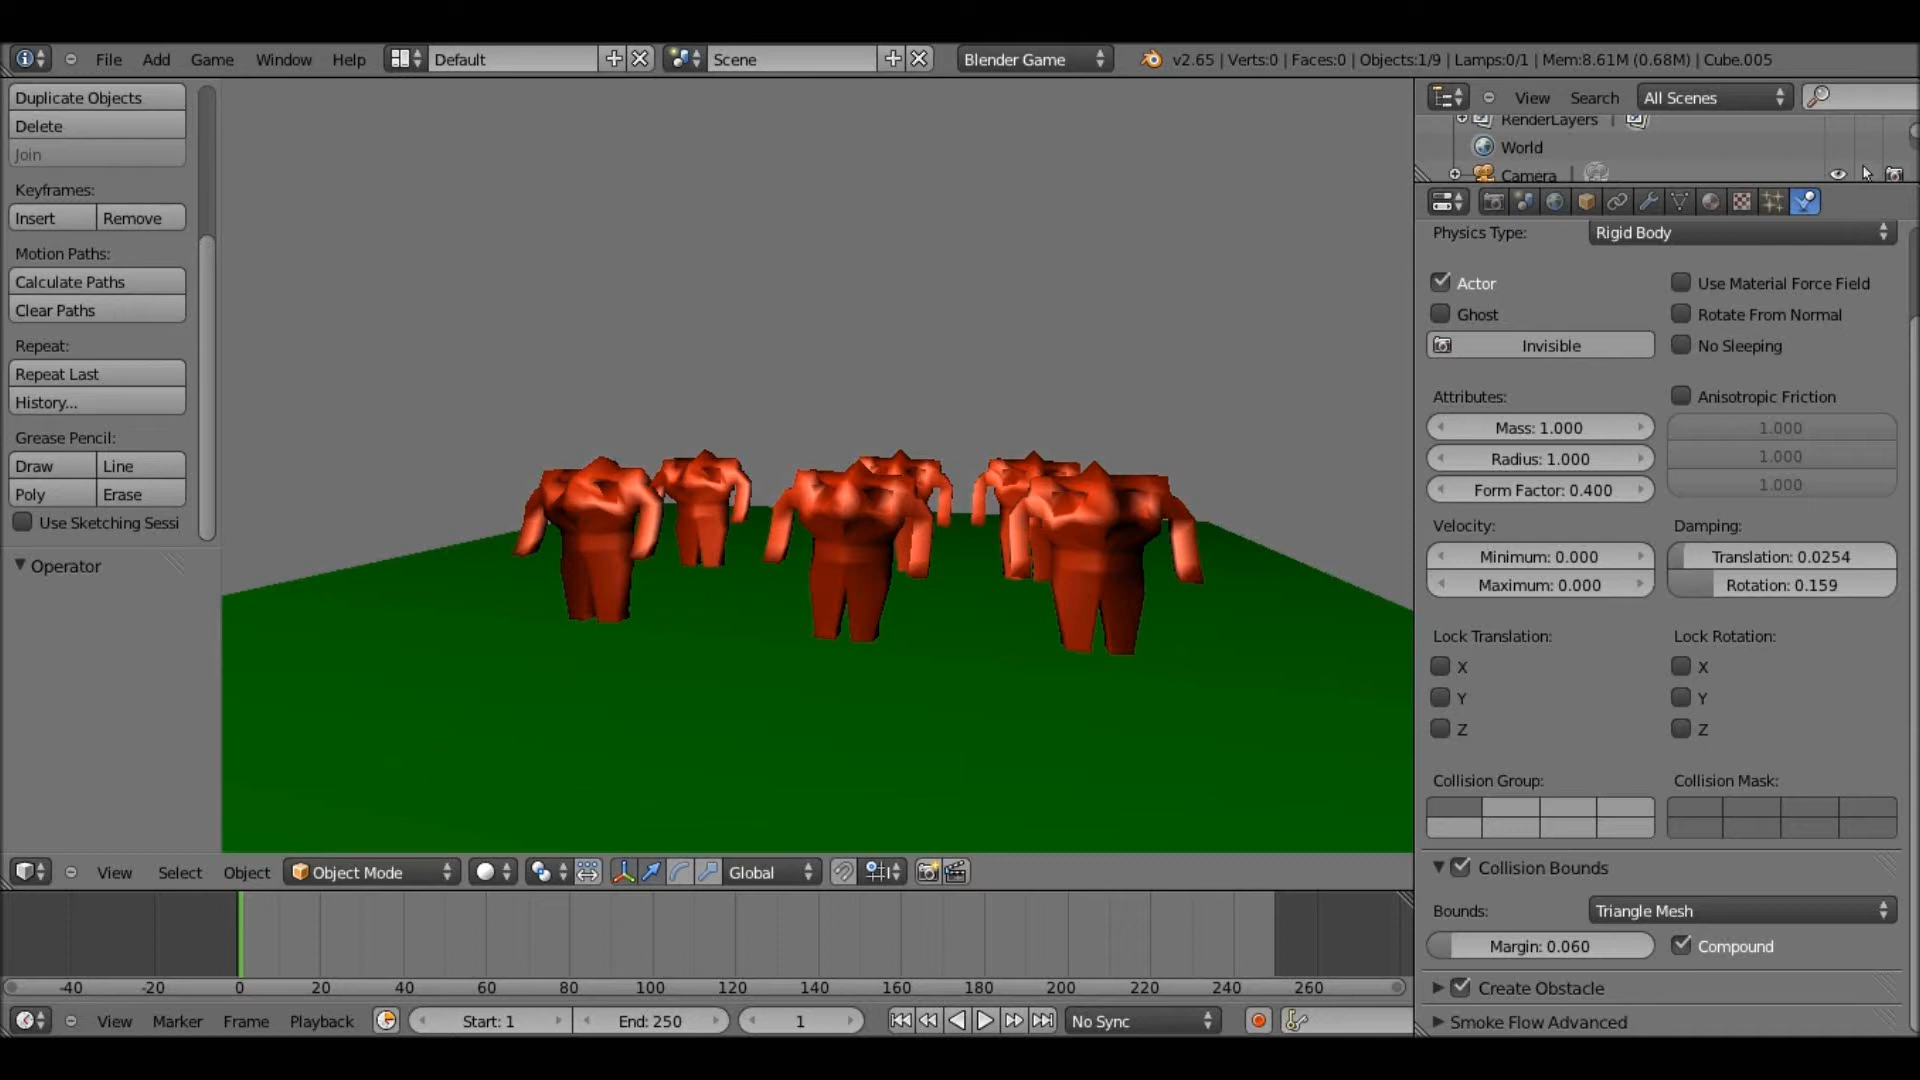 File Add Game Window Help Default Scene Blender Game v2.65 | Verts:0 | Faces:0 | Objects:1/9 | Lamps:0/1 | Mem:8.61M (0.68M) | Cube.005
Duplicate Objects
Delete
Join
Keyframes:
Insert Remove
Motion Paths:
Calculate Paths
Clear Paths
Repeat:
Repeat Last
History...
Grease Pencil:
Draw Line
Poly Erase
Use Sketching Sessi
Operator
View Search All Scenes
RenderLayers |
World
Camera |
Physics Type: Rigid Body
Actor Use Material Force Field
Ghost Rotate From Normal
Invisible No Sleeping
Attributes: Anisotropic Friction
Mass: 1.000 1.000
Radius: 1.000 1.000
Form Factor: 0.400 1.000
Velocity: Damping:
Minimum: 0.000 Translation: 0.0254
Maximum: 0.000 Rotation: 0.159
Lock Translation: Lock Rotation:
X X
Y Y
Z Z
Collision Group: Collision Mask:
Collision Bounds
Bounds: Triangle Mesh
Margin: 0.060 Compound
Create Obstacle
Smoke Flow Advanced
View Select Object Object Mode Global
-40 -20 0 20 40 60 80 100 120 140 160 180 200 220 240 260
View Marker Frame Playback Start: 1 End: 250 1 No Sync